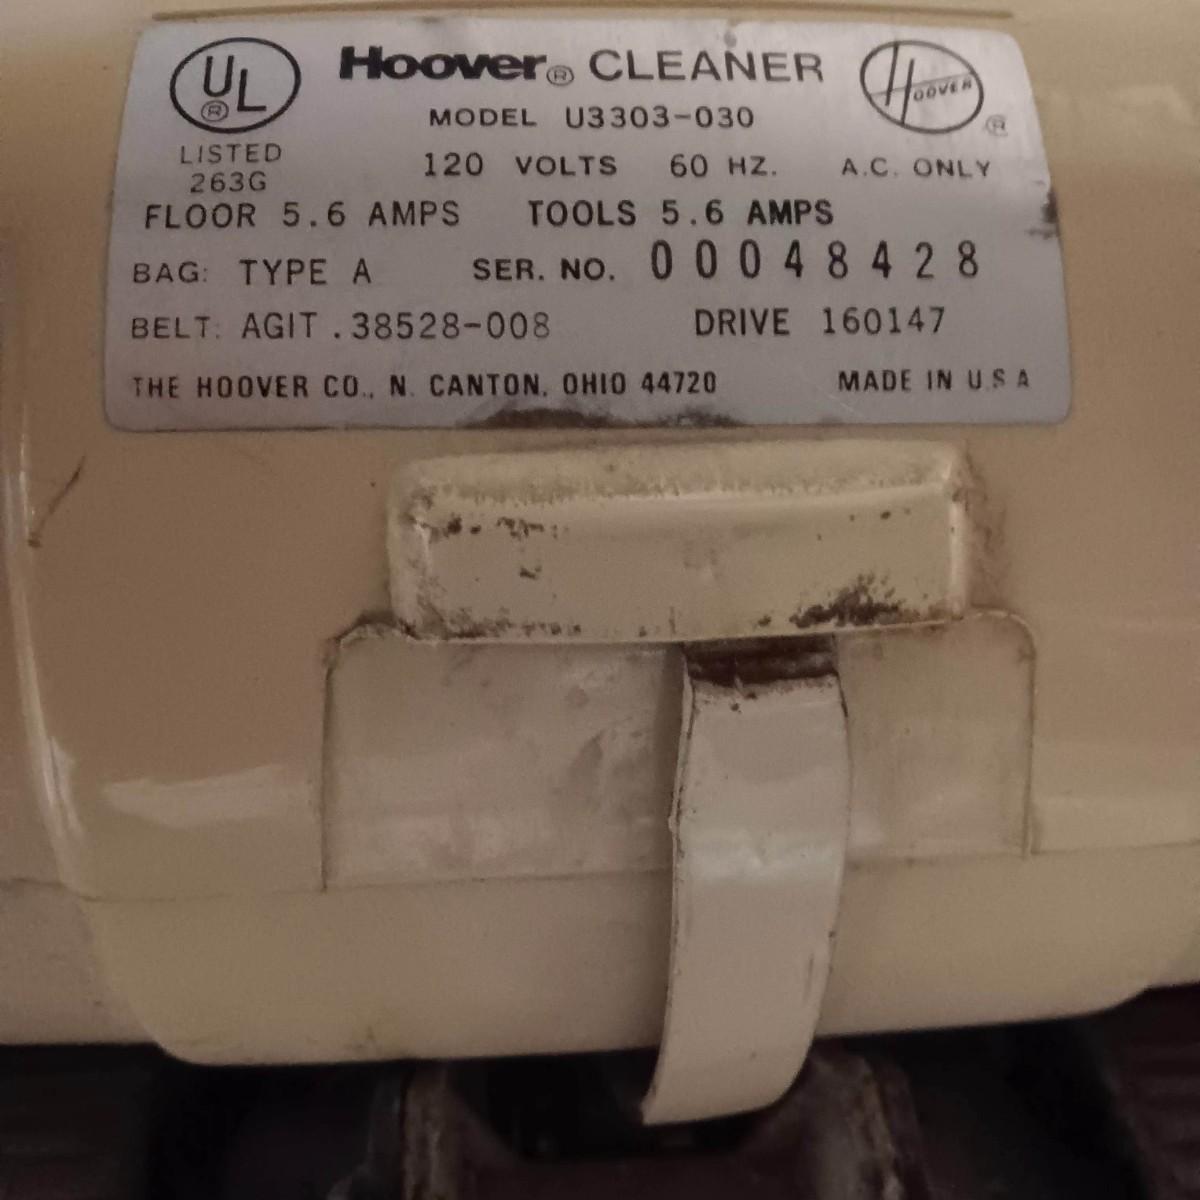 UL® Hoover® CLEANER HOOVER®
MODEL U3303-030
LISTED
263G
120 VOLTS 60 HZ. A.C. ONLY
FLOOR 5.6 AMPS TOOLS 5.6 AMPS
BAG: TYPE A SER. NO. 00048428
BELT: AGIT.38528-008 DRIVE 160147
THE HOOVER CO., N. CANTON, OHIO 44720 MADE IN U.S A